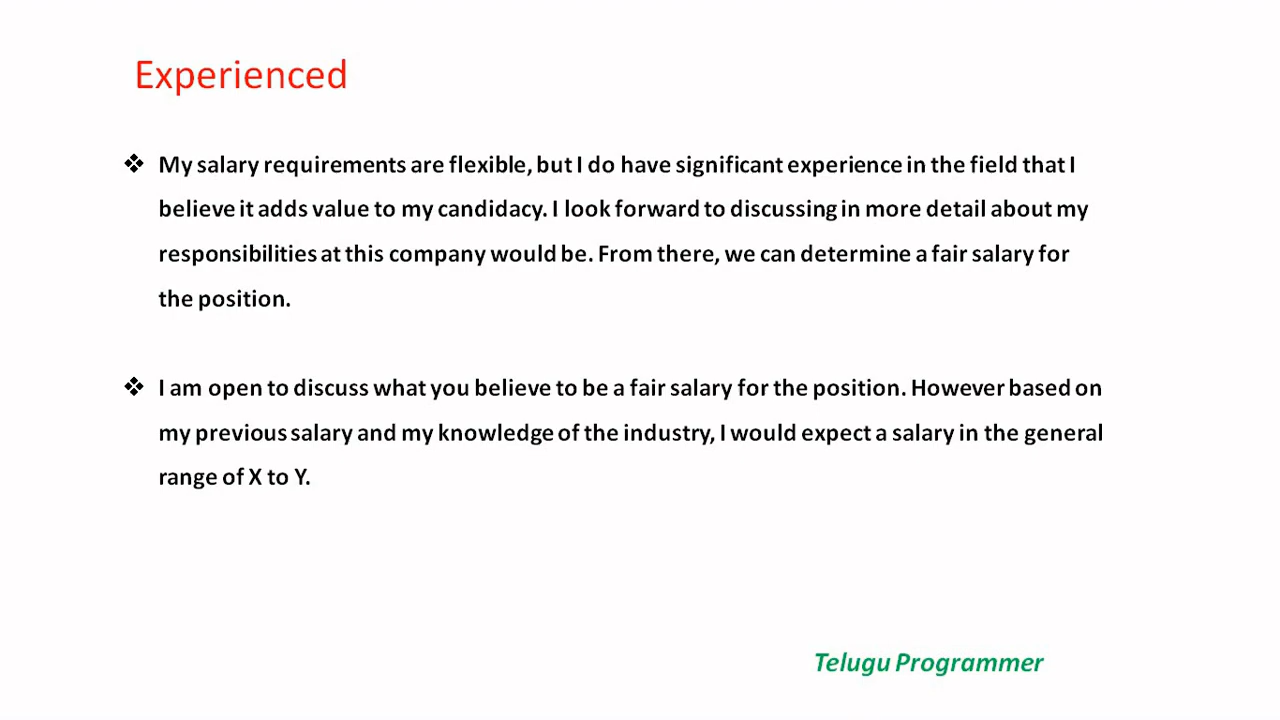 Experienced
❖ My salary requirements are flexible, but I do have significant experience in the field that I
believe it adds value to my candidacy. I look forward to discussing in more detail about my
responsibilities at this company would be. From there, we can determine a fair salary for
the position.
❖ I am open to discuss what you believe to be a fair salary for the position. However based on
my previous salary and my knowledge of the industry, I would expect a salary in the general
range of X to Y.
Telugu Programmer